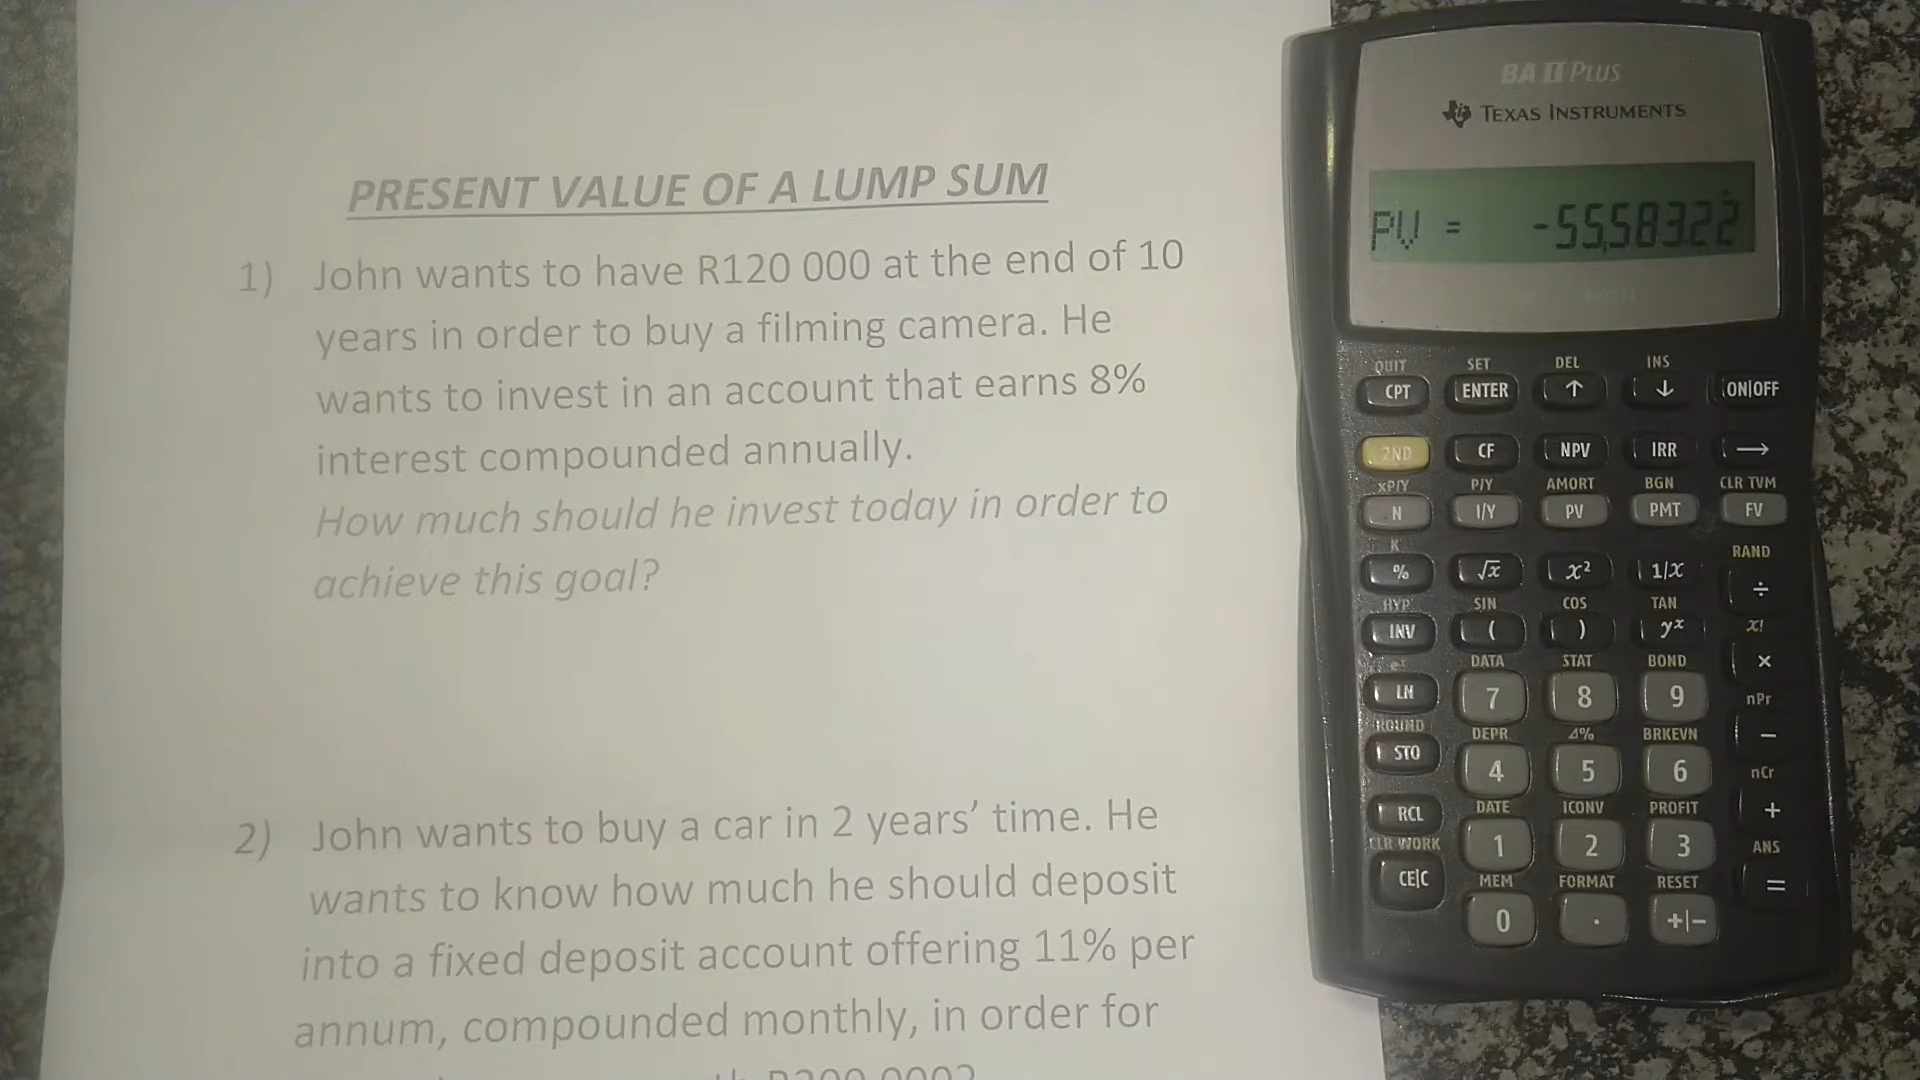 PRESENT VALUE OF A LUMP SUM
1) John wants to have R120 000 at the end of 10
years in order to buy a filming camera. He
wants to invest in an account that earns 8%
interest compounded annually.
How much should he invest today in order to
achieve this goal?
2) John wants to buy a car in 2 years’ time. He
wants to know how much he should deposit
into a fixed deposit account offering 11% per
annum, compounded monthly, in order for
BA II PLUS
TEXAS INSTRUMENTS
PV = -55,583.22
QUIT SET DEL INS
CPT ENTER ↑ ↓ ON|OFF
2ND CF NPV IRR →
xP/Y P/Y AMORT BGN CLR TVM
N I/Y PV PMT FV
K RAND
% √x x² 1/x ÷
HYP SIN COS TAN x!
INV ( ) yˣ ×
eˣ DATA STAT BOND nPr
LN 7 8 9 −
ROUND DEPR Δ% BRKEVN nCr
STO 4 5 6 +
DATE ICONV PROFIT
RCL 1 2 3
CLR WORK ANS
MEM FORMAT RESET
CE|C 0 . +|− =